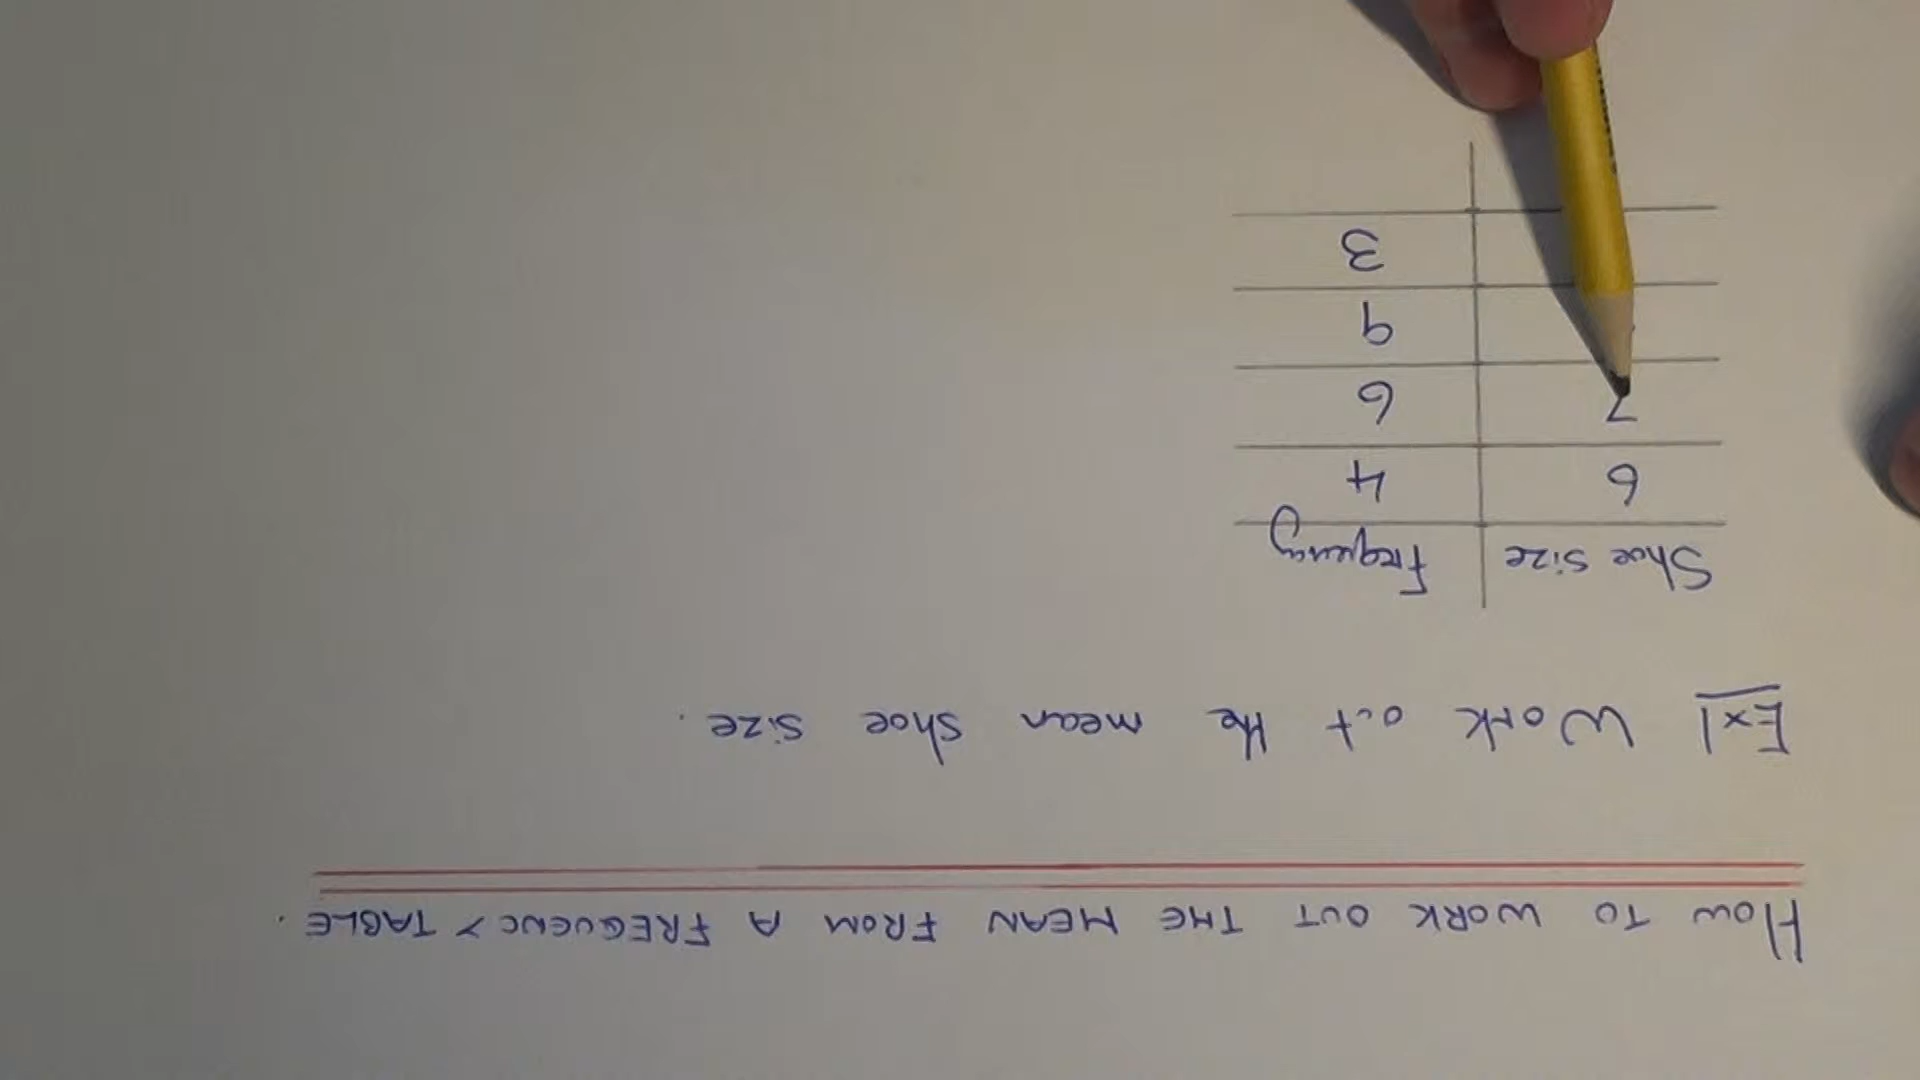 How TO WORK OUT THE MEAN FROM A FREQUENCY TABLE.
Ex1 Work out the mean shoe size.
Shoe Size Frequency
6 4
7 6
9
3